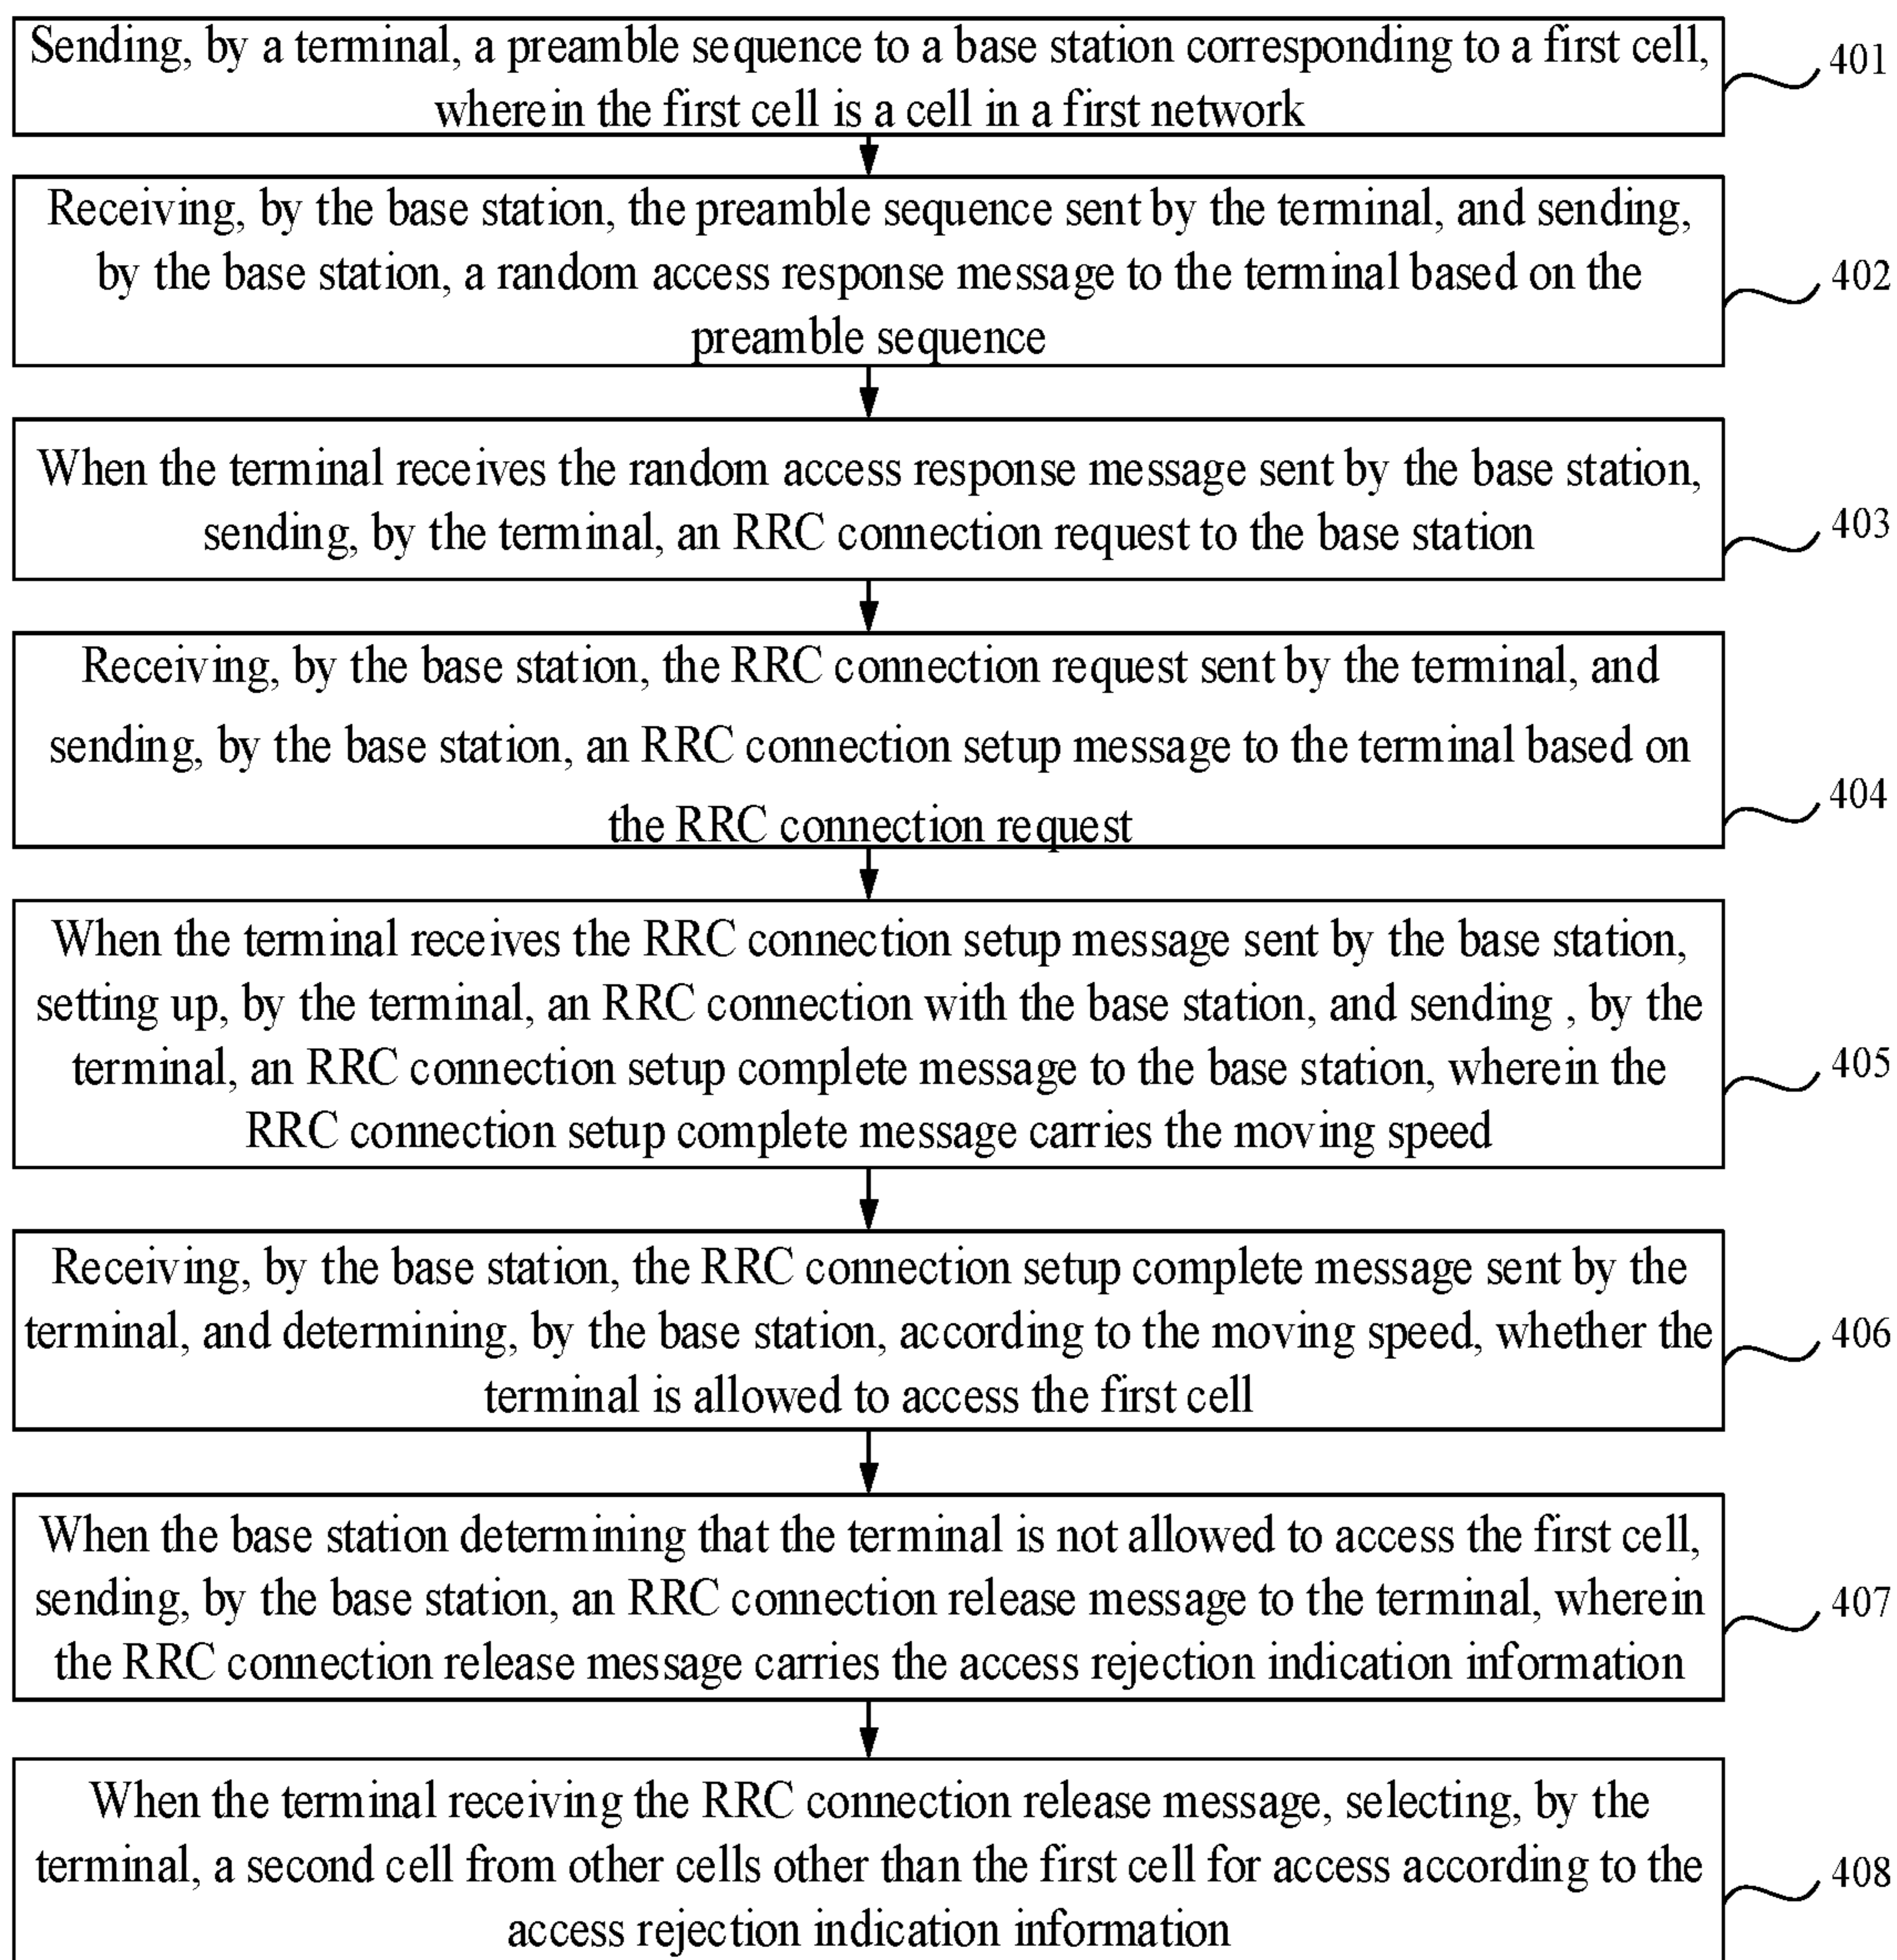 Sending, by a terminal, a preamble sequence to a base station corresponding to a first cell,
wherein the first cell is a cell in a first network
401
Receiving, by the base station, the preamble sequence sent by the terminal, and sending,
by the base station, a random access response message to the terminal based on the
preamble sequence
402
When the terminal receives the random access response message sent by the base station,
sending, by the terminal, an RRC connection request to the base station
403
Receiving, by the base station, the RRC connection request sent by the terminal, and
sending, by the base station, an RRC connection setup message to the terminal based on
the RRC connection request
404
When the terminal receives the RRC connection setup message sent by the base station,
setting up, by the terminal, an RRC connection with the base station, and sending , by the
terminal, an RRC connection setup complete message to the base station, wherein the
RRC connection setup complete message carries the moving speed
405
Receiving, by the base station, the RRC connection setup complete message sent by the
terminal, and determining, by the base station, according to the moving speed, whether the
terminal is allowed to access the first cell
406
When the base station determining that the terminal is not allowed to access the first cell,
sending, by the base station, an RRC connection release message to the terminal, wherein
the RRC connection release message carries the access rejection indication information
407
When the terminal receiving the RRC connection release message, selecting, by the
terminal, a second cell from other cells other than the first cell for access according to the
access rejection indication information
408